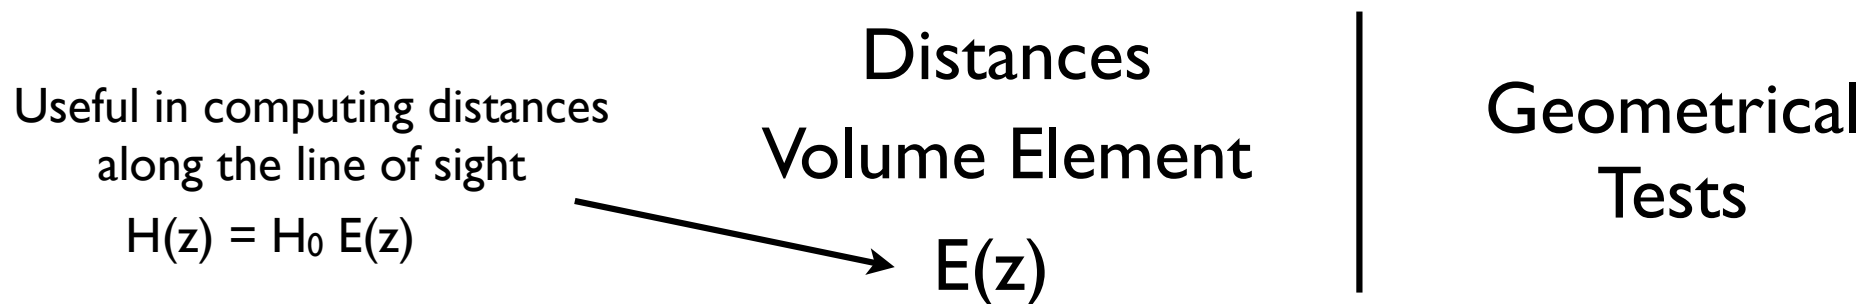 Useful in computing distances
along the line of sight
H(z) = H₀ E(z)
Distances
Volume Element
E(z)
Geometrical
Tests